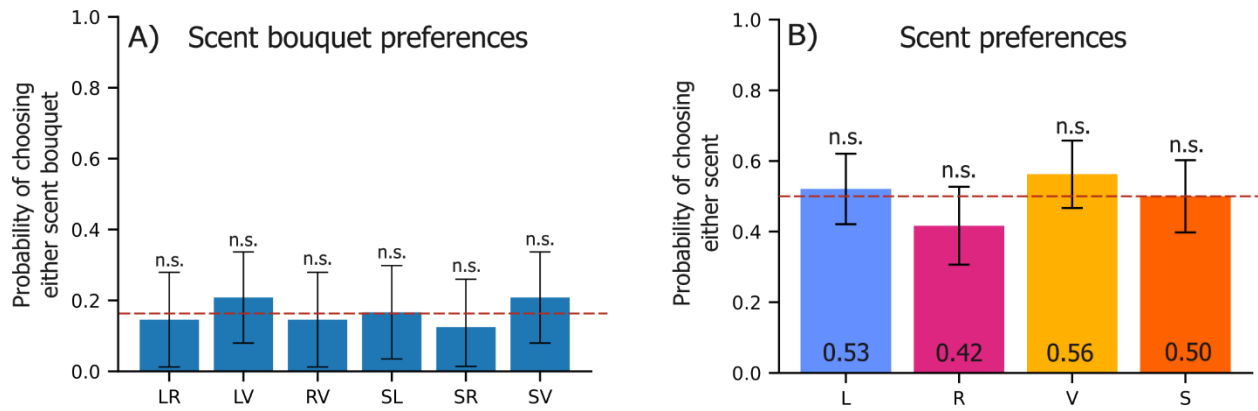 A) Scent bouquet preferences
Probability of choosing
either scent bouquet
1.0
0.8
0.6
0.4
0.2
0.0
n.s.
n.s.
n.s.
n.s.
n.s.
n.s.
LR LV RV SL SR SV
B) Scent preferences
Probability of choosing
either scent
1.0
0.8
0.6
0.4
0.2
0.0
n.s.
n.s.
n.s.
n.s.
0.53 0.42 0.56 0.50
L R V S